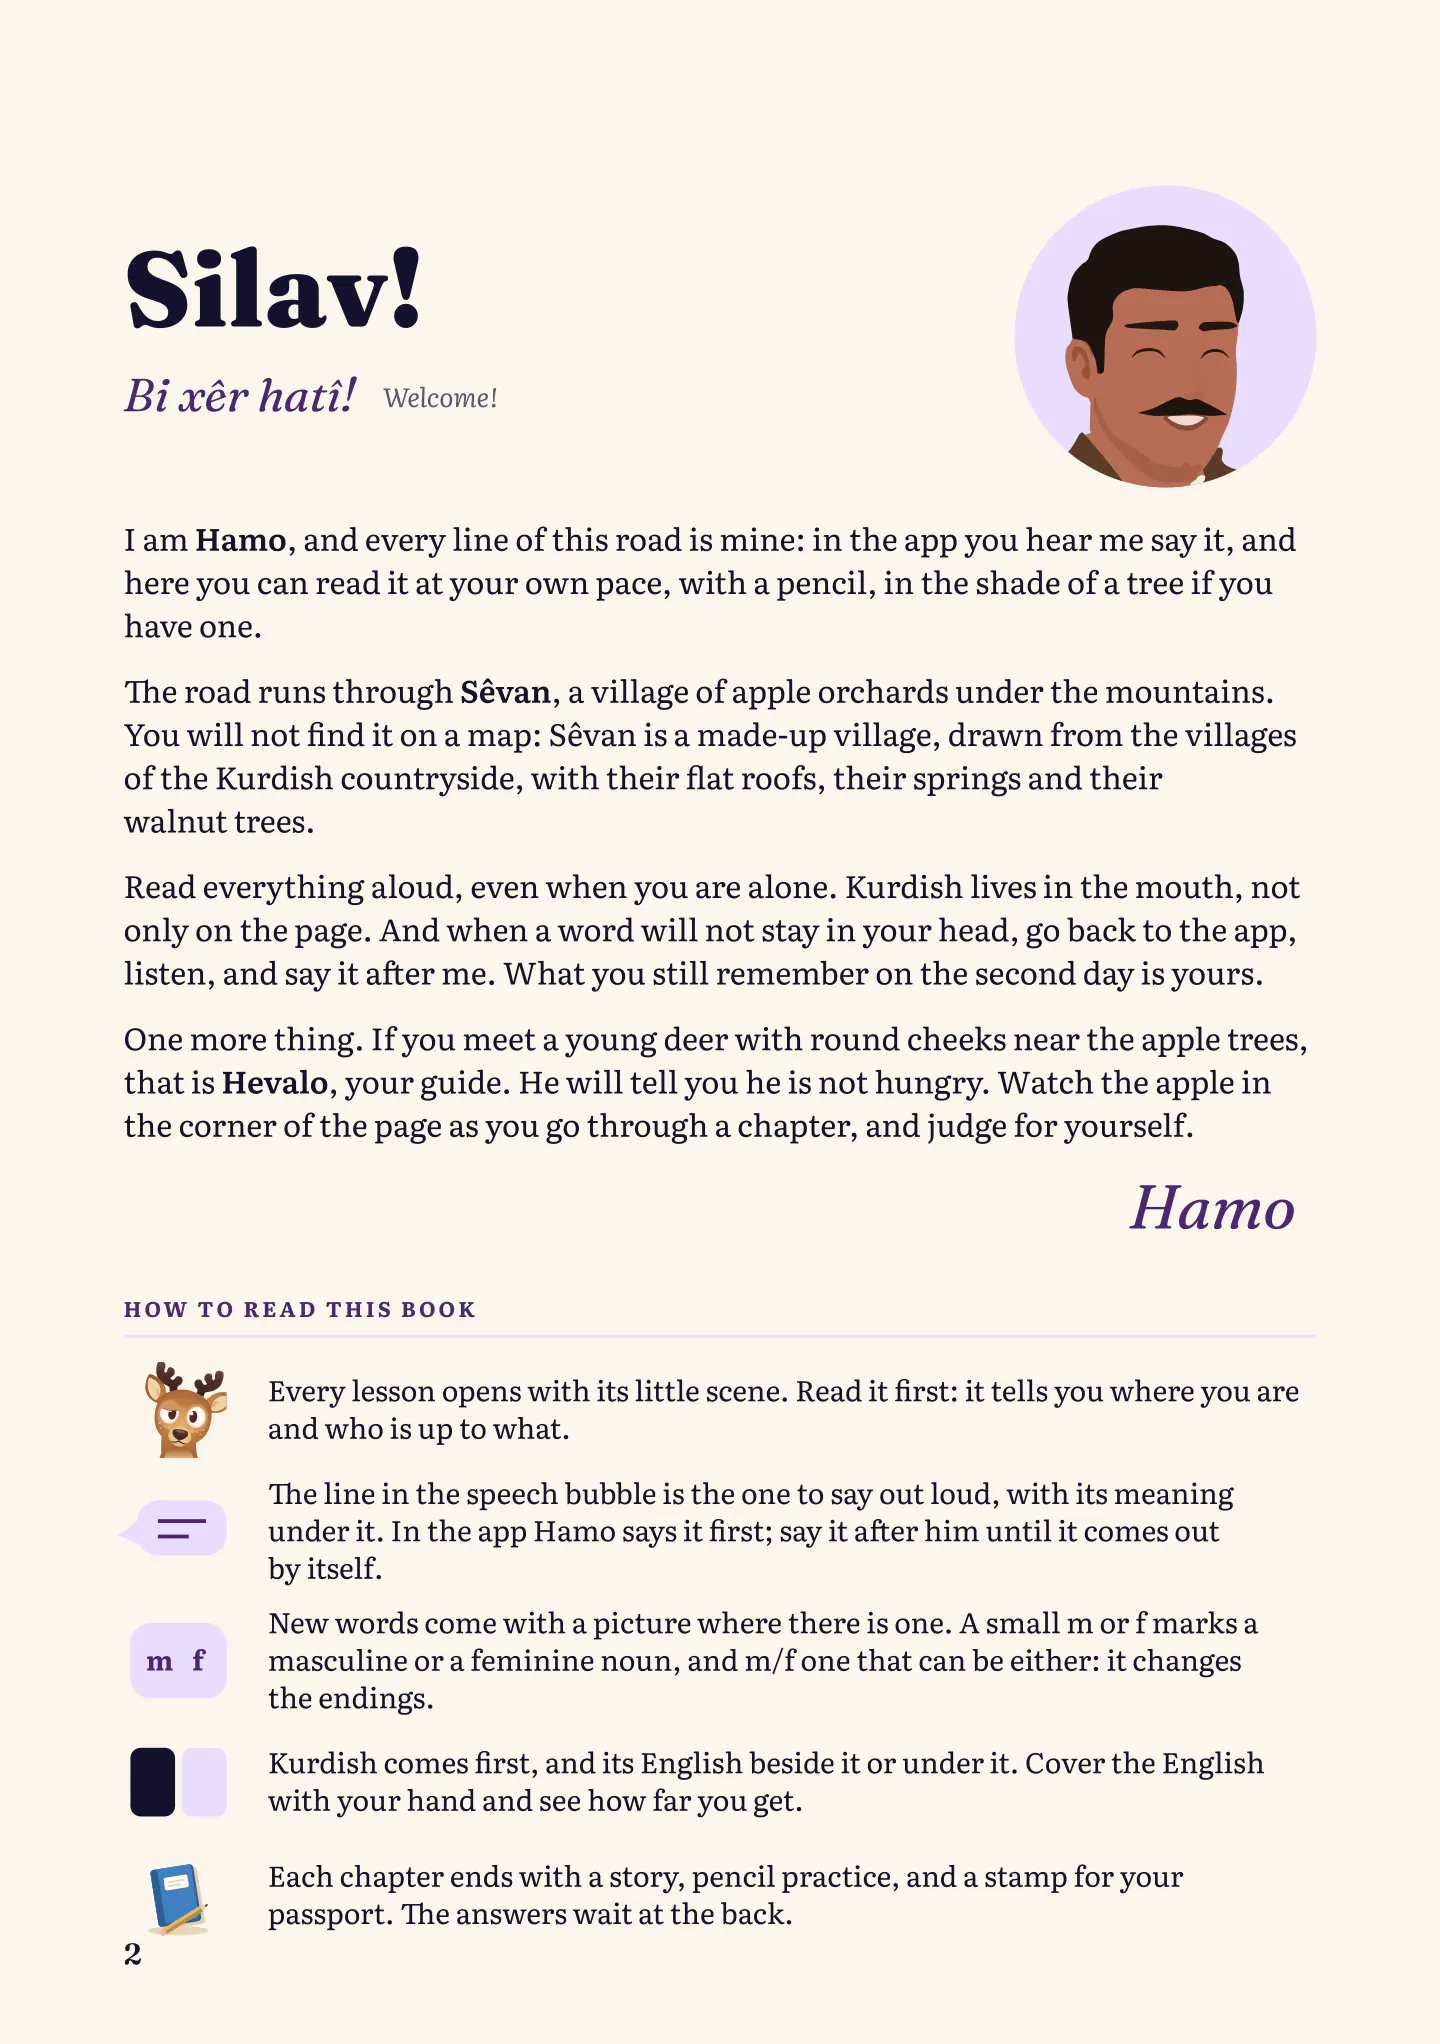 Silav!
Bi xêr hatî! Welcome!
I am Hamo, and every line of this road is mine: in the app you hear me say it, and
here you can read it at your own pace, with a pencil, in the shade of a tree if you
have one.
The road runs through Sêvan, a village of apple orchards under the mountains.
You will not find it on a map: Sêvan is a made-up village, drawn from the villages
of the Kurdish countryside, with their flat roofs, their springs and their
walnut trees.
Read everything aloud, even when you are alone. Kurdish lives in the mouth, not
only on the page. And when a word will not stay in your head, go back to the app,
listen, and say it after me. What you still remember on the second day is yours.
One more thing. If you meet a young deer with round cheeks near the apple trees,
that is Hevalo, your guide. He will tell you he is not hungry. Watch the apple in
the corner of the page as you go through a chapter, and judge for yourself.
Hamo
HOW TO READ THIS BOOK
Every lesson opens with its little scene. Read it first: it tells you where you are
and who is up to what.
The line in the speech bubble is the one to say out loud, with its meaning
under it. In the app Hamo says it first; say it after him until it comes out
by itself.
m f
New words come with a picture where there is one. A small m or f marks a
masculine or a feminine noun, and m/f one that can be either: it changes
the endings.
Kurdish comes first, and its English beside it or under it. Cover the English
with your hand and see how far you get.
Each chapter ends with a story, pencil practice, and a stamp for your
passport. The answers wait at the back.
2